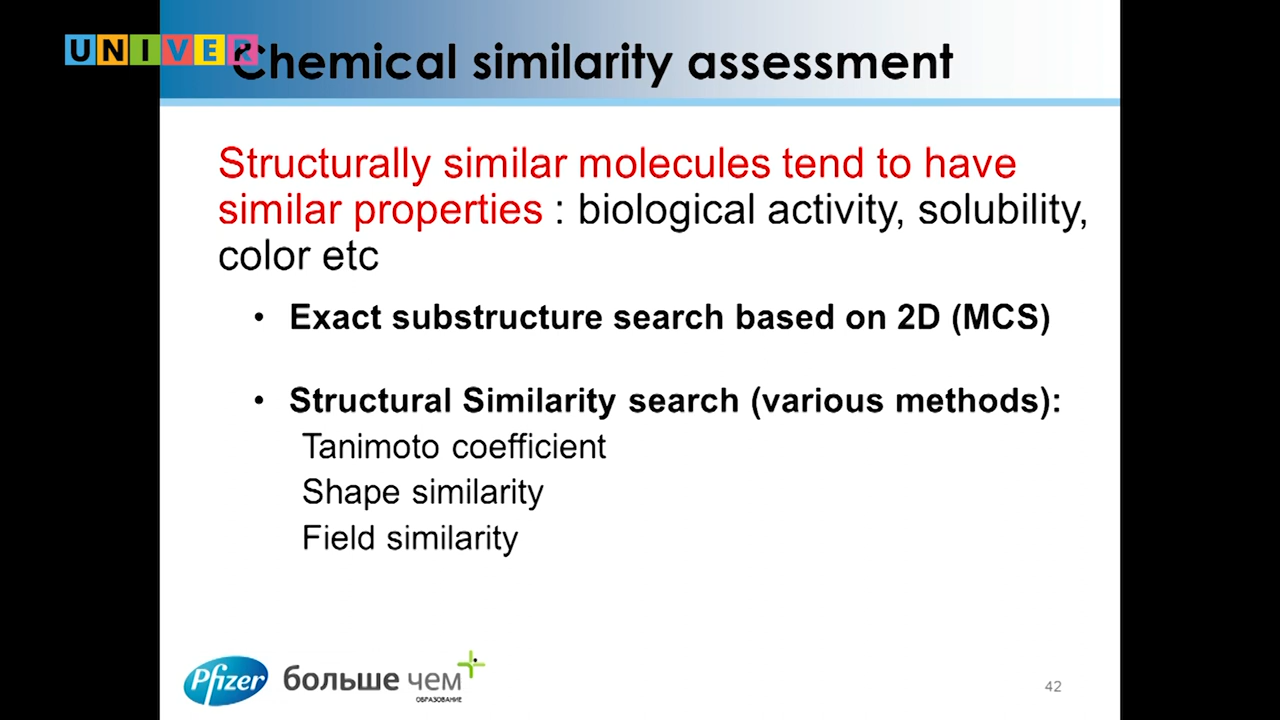 UNIVER
Chemical similarity assessment
Structurally similar molecules tend to have
similar properties : biological activity, solubility,
color etc
• Exact substructure search based on 2D (MCS)
• Structural Similarity search (various methods):
Tanimoto coefficient
Shape similarity
Field similarity
Pfizer
больше чем
ОБРАЗОВАНИЕ
42